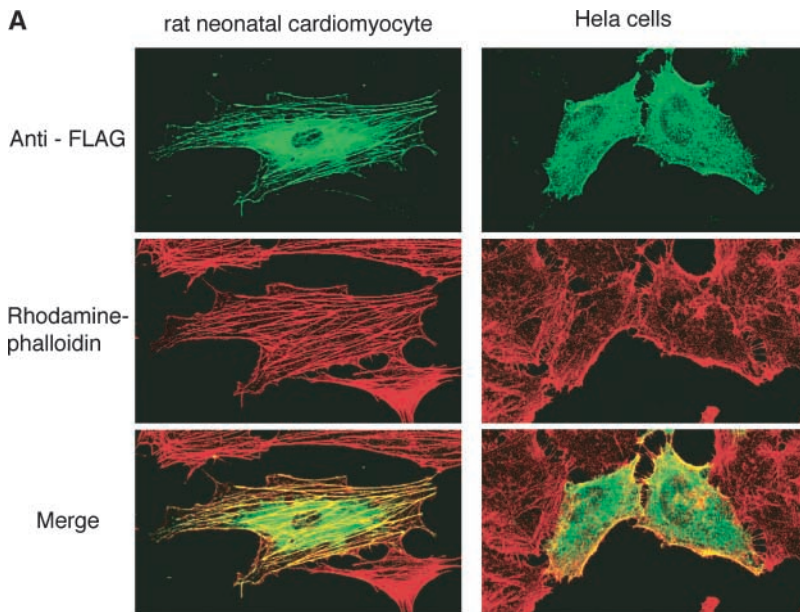 A
rat neonatal cardiomyocyte
Hela cells
Anti - FLAG
Rhodamine-
phalloidin
Merge